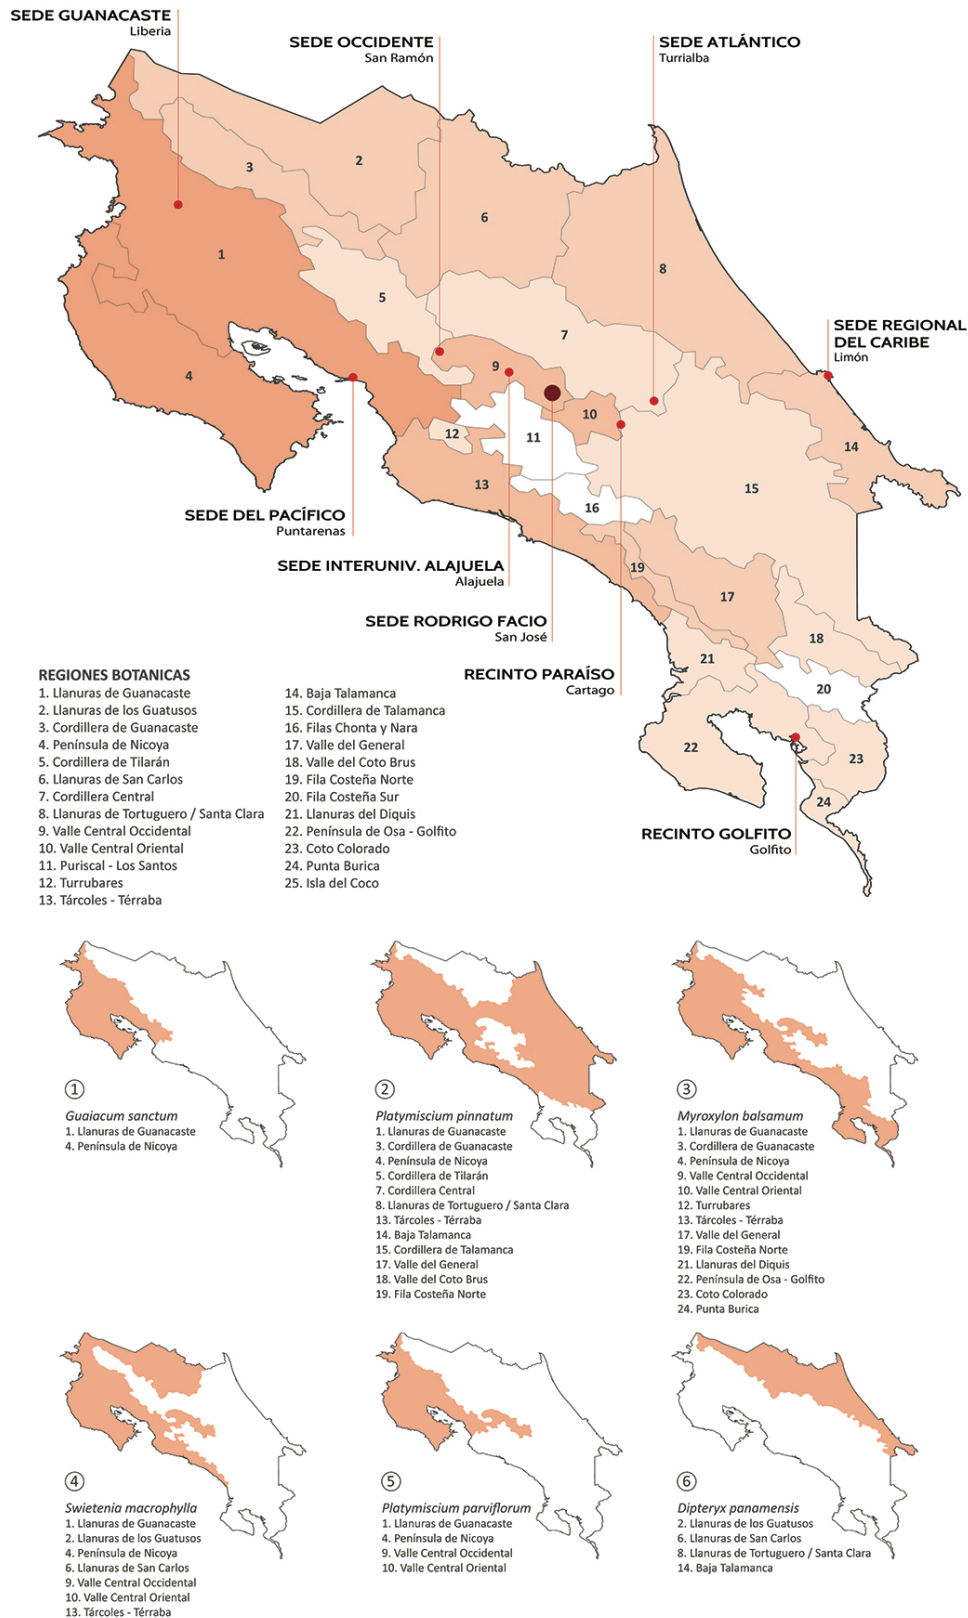 SEDE GUANACASTE
Liberia
SEDE OCCIDENTE
San Ramón
SEDE ATLÁNTICO
Turrialba
3
2
6
1
8
5
SEDE REGIONAL
DEL CARIBE
Limón
7
9
4
10
12
11
14
13
15
16
SEDE DEL PACÍFICO
Puntarenas
SEDE INTERUNIV. ALAJUELA
Alajuela
19
17
SEDE RODRIGO FACIO
San José
18
21
RECINTO PARAÍSO
Cartago
20
22
23
24
RECINTO GOLFITO
Golfito
REGIONES BOTANICAS
1. Llanuras de Guanacaste
2. Llanuras de los Guatusos
3. Cordillera de Guanacaste
4. Península de Nicoya
5. Cordillera de Tilarán
6. Llanuras de San Carlos
7. Cordillera Central
8. Llanuras de Tortuguero / Santa Clara
9. Valle Central Occidental
10. Valle Central Oriental
11. Puriscal - Los Santos
12. Turrubares
13. Tárcoles - Térraba
14. Baja Talamanca
15. Cordillera de Talamanca
16. Filas Chonta y Nara
17. Valle del General
18. Valle del Coto Brus
19. Fila Costeña Norte
20. Fila Costeña Sur
21. Llanuras del Diquis
22. Península de Osa - Golfito
23. Coto Colorado
24. Punta Burica
25. Isla del Coco
1
Guaiacum sanctum
1. Llanuras de Guanacaste
4. Península de Nicoya
2
Platymiscium pinnatum
1. Llanuras de Guanacaste
3. Cordillera de Guanacaste
4. Península de Nicoya
5. Cordillera de Tilarán
7. Cordillera Central
8. Llanuras de Tortuguero / Santa Clara
13. Tárcoles - Térraba
14. Baja Talamanca
15. Cordillera de Talamanca
17. Valle del General
18. Valle del Coto Brus
19. Fila Costeña Norte
3
Myroxylon balsamum
1. Llanuras de Guanacaste
3. Cordillera de Guanacaste
4. Península de Nicoya
9. Valle Central Occidental
10. Valle Central Oriental
12. Turrubares
13. Tárcoles - Térraba
17. Valle del General
19. Fila Costeña Norte
21. Llanuras del Diquis
22. Península de Osa - Golfito
23. Coto Colorado
24. Punta Burica
4
Swietenia macrophylla
1. Llanuras de Guanacaste
2. Llanuras de los Guatusos
4. Península de Nicoya
6. Llanuras de San Carlos
9. Valle Central Occidental
10. Valle Central Oriental
13. Tárcoles - Térraba
5
Platymiscium parviflorum
1. Llanuras de Guanacaste
4. Península de Nicoya
9. Valle Central Occidental
10. Valle Central Oriental
6
Dipteryx panamensis
2. Llanuras de los Guatusos
6. Llanuras de San Carlos
8. Llanuras de Tortuguero / Santa Clara
14. Baja Talamanca